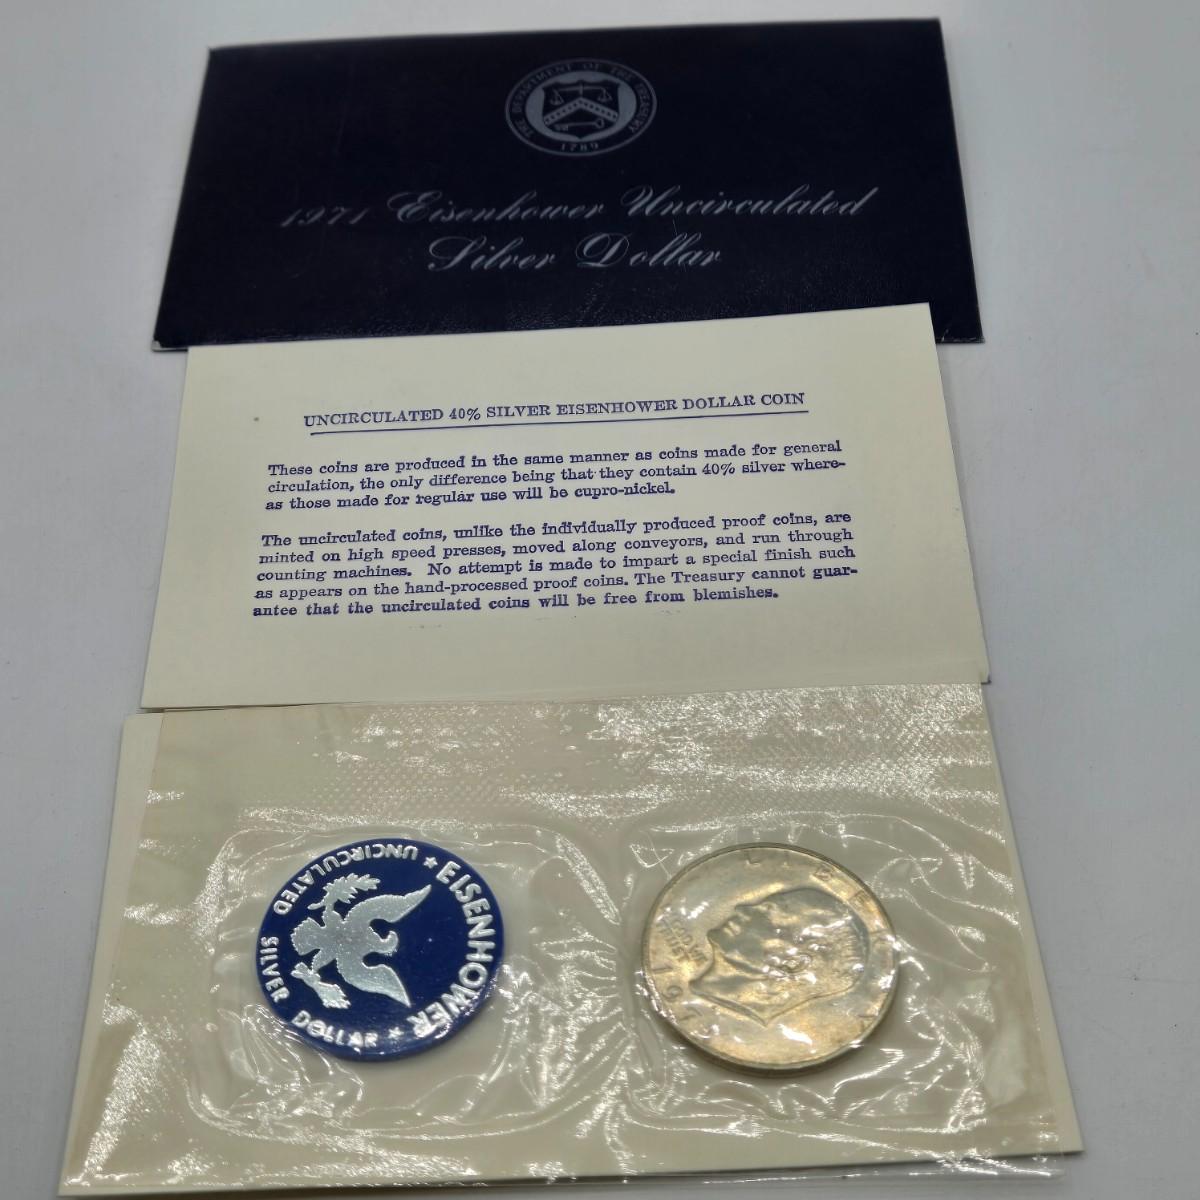 THE DEPARTMENT OF THE TREASURY
1789
1971 Eisenhower Uncirculated
Silver Dollar
UNCIRCULATED 40% SILVER EISENHOWER DOLLAR COIN
These coins are produced in the same manner as coins made for general
circulation, the only difference being that they contain 40% silver where-
as those made for regular use will be cupro-nickel.
The uncirculated coins, unlike the individually produced proof coins, are
minted on high speed presses, moved along conveyors, and run through
counting machines. No attempt is made to impart a special finish such
as appears on the hand-processed proof coins. The Treasury cannot guar-
antee that the uncirculated coins will be free from blemishes.
EISENHOWER
UNCIRCULATED
SILVER
DOLLAR
LIBERTY